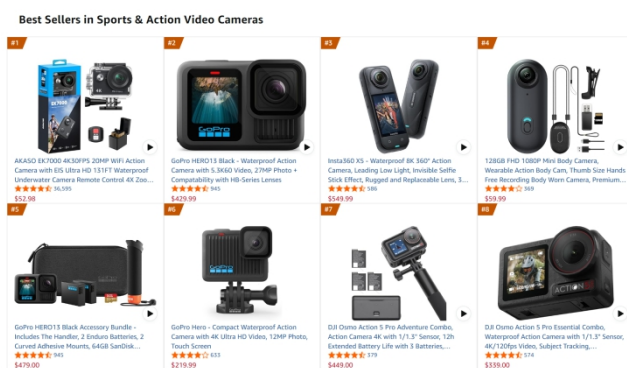 Best Sellers in Sports & Action Video Cameras
#1
#2
#3
#4
AKASO EK7000 4K30FPS 20MP WiFi Action
Camera with EIS Ultra HD 131FT Waterproof
Underwater Camera Remote Control 4X Zoo...
36,595
$52.98
GoPro HERO13 Black - Waterproof Action
Camera with 5.3K60 Video, 27MP Photo +
Compatability with HB-Series Lenses
945
$429.99
Insta360 X5 - Waterproof 8K 360° Action
Camera, Leading Low Light, Invisible Selfie
Stick Effect, Rugged and Replaceable Lens, 3...
586
$549.99
128GB FHD 1080P Mini Body Camera,
Wearable Action Body Cam, Thumb Size Hands
Free Recording Body Worn Camera, Premium...
369
$59.99
#5
#6
#7
#8
GoPro
GoPro
ACTION
GoPro HERO13 Black Accessory Bundle -
Includes The Handler, 2 Enduro Batteries, 2
Curved Adhesive Mounts, 64GB SanDisk...
945
$479.00
GoPro Hero - Compact Waterproof Action
Camera with 4K Ultra HD Video, 12MP Photo,
Touch Screen
633
$219.99
DJI Osmo Action 5 Pro Adventure Combo,
Action Camera 4K with 1/1.3" Sensor, 12h
Extended Battery Life with 3 Batteries,...
379
$449.00
DJI Osmo Action 5 Pro Essential Combo,
Waterproof Action Camera with 1/1.3" Sensor,
4K/120fps Video, Subject Tracking,...
574
$339.00